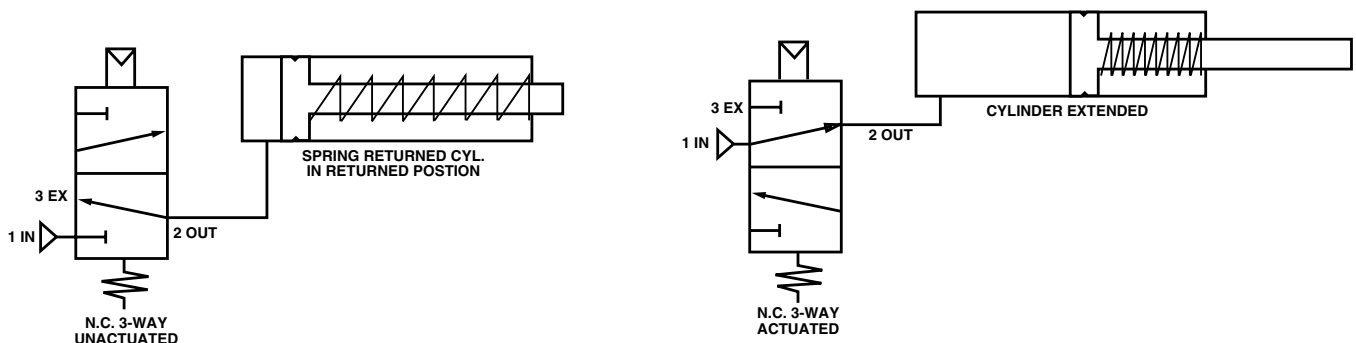 3 EX
1 IN
2 OUT
SPRING RETURNED CYL.
IN RETURNED POSTION
N.C. 3-WAY
UNACTUATED
3 EX
1 IN
2 OUT
CYLINDER EXTENDED
N.C. 3-WAY
ACTUATED